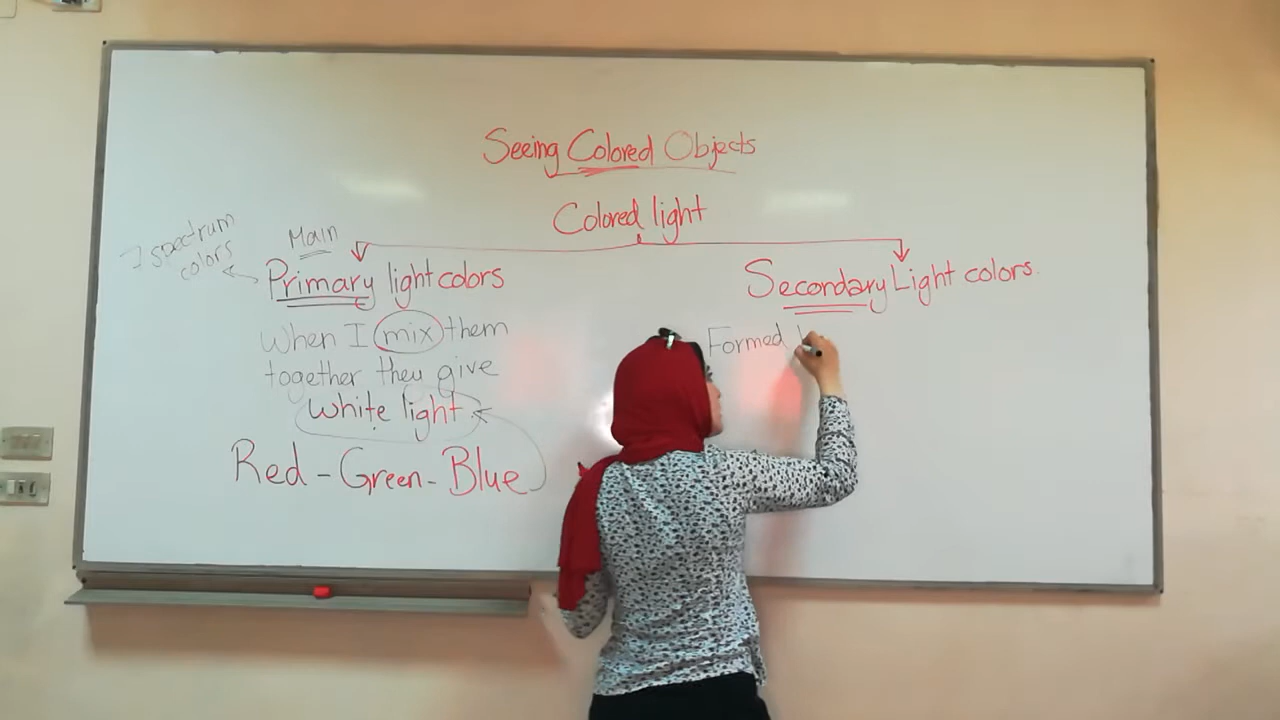 Seeing Colored Objects
Colored light
7 spectrum
colors
Main
Primary light colors
When I mix them
together they give
white light
Red - Green - Blue
Secondary Light colors.
Formed